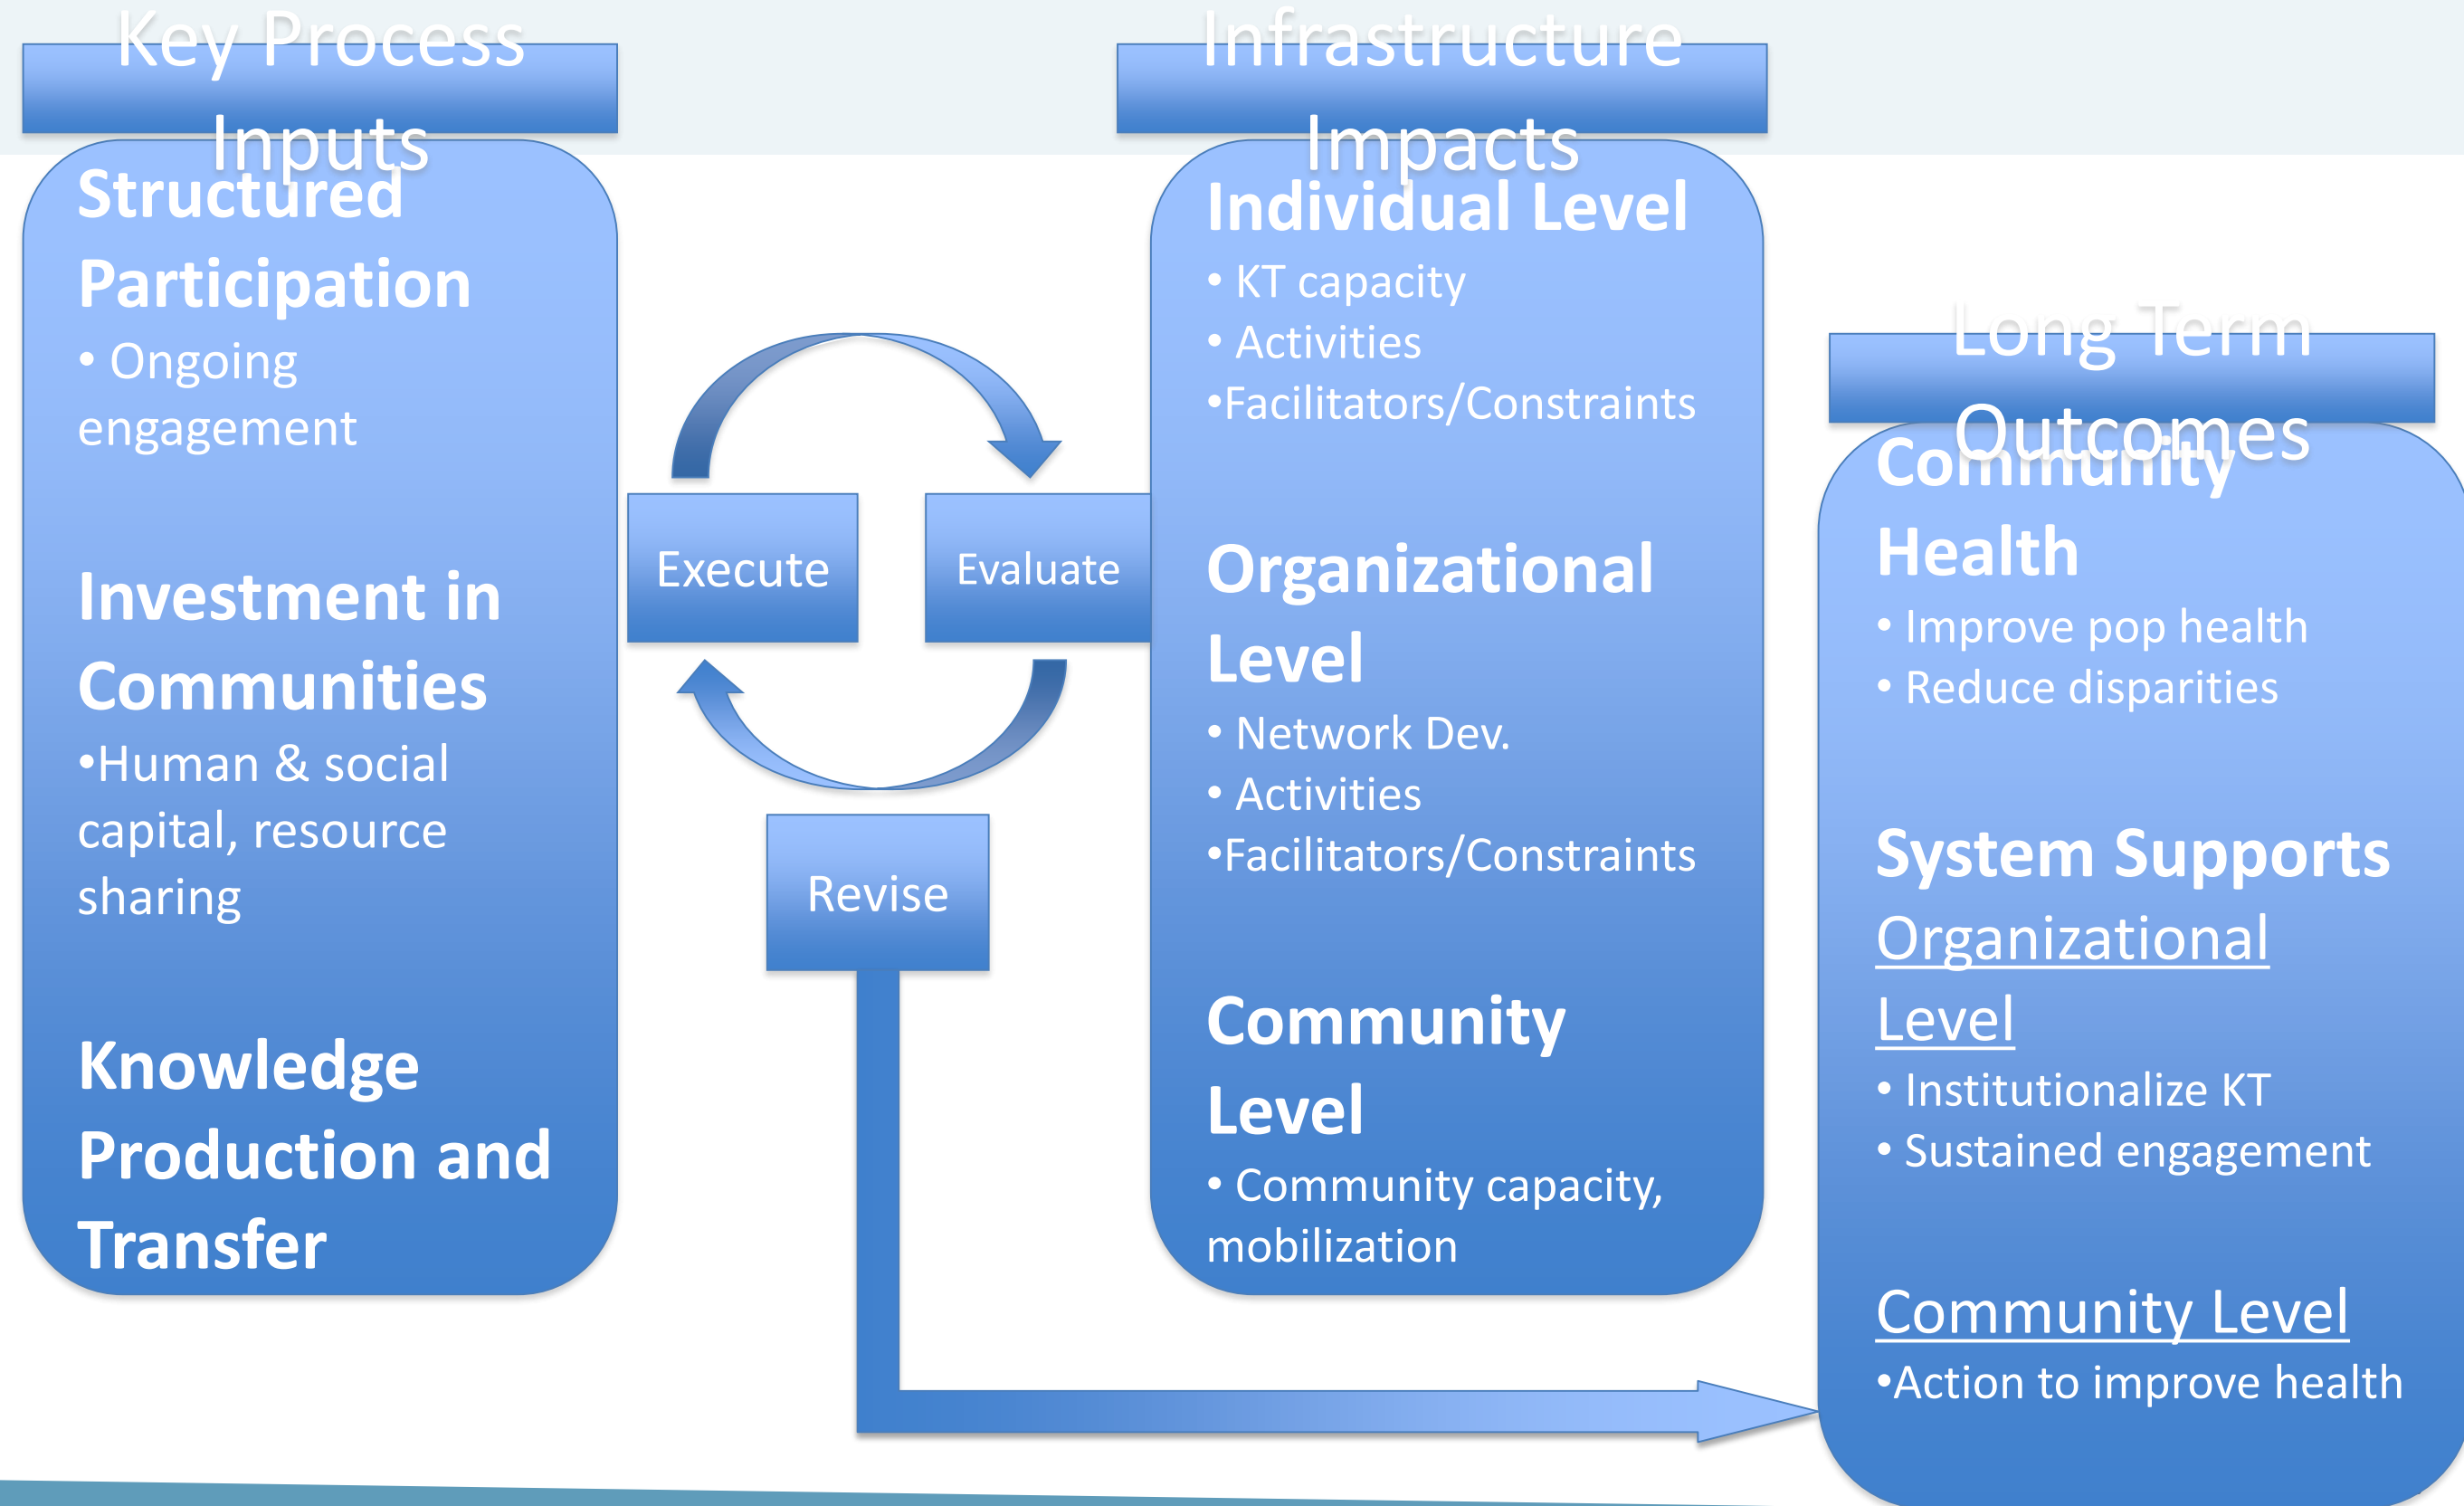 Key Process
Inputs
Structured
Participation
• Ongoing
engagement
Investment in
Communities
•Human & social
capital, resource
sharing
Knowledge
Production and
Transfer
Execute
Evaluate
Revise
Infrastructure
Impacts
Individual Level
• KT capacity
• Activities
•Facilitators/Constraints
Organizational
Level
• Network Dev.
• Activities
•Facilitators/Constraints
Community
Level
• Community capacity,
mobilization
Long Term
Outcomes
Community
Health
• Improve pop health
• Reduce disparities
System Supports
Organizational
Level
• Institutionalize KT
• Sustained engagement
Community Level
•Action to improve health